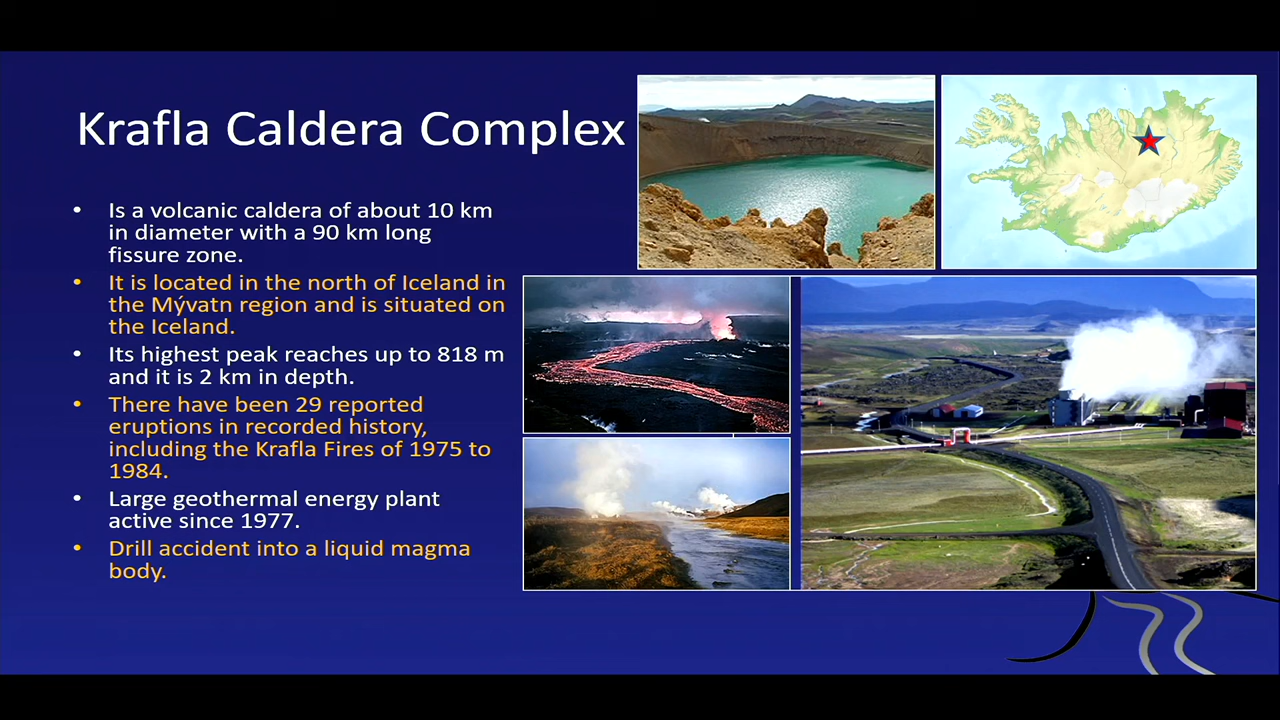 Krafla Caldera Complex
• Is a volcanic caldera of about 10 km
in diameter with a 90 km long
fissure zone.
• It is located in the north of Iceland in
the Mývatn region and is situated on
the Iceland.
• Its highest peak reaches up to 818 m
and it is 2 km in depth.
• There have been 29 reported
eruptions in recorded history,
including the Krafla Fires of 1975 to
1984.
• Large geothermal energy plant
active since 1977.
• Drill accident into a liquid magma
body.